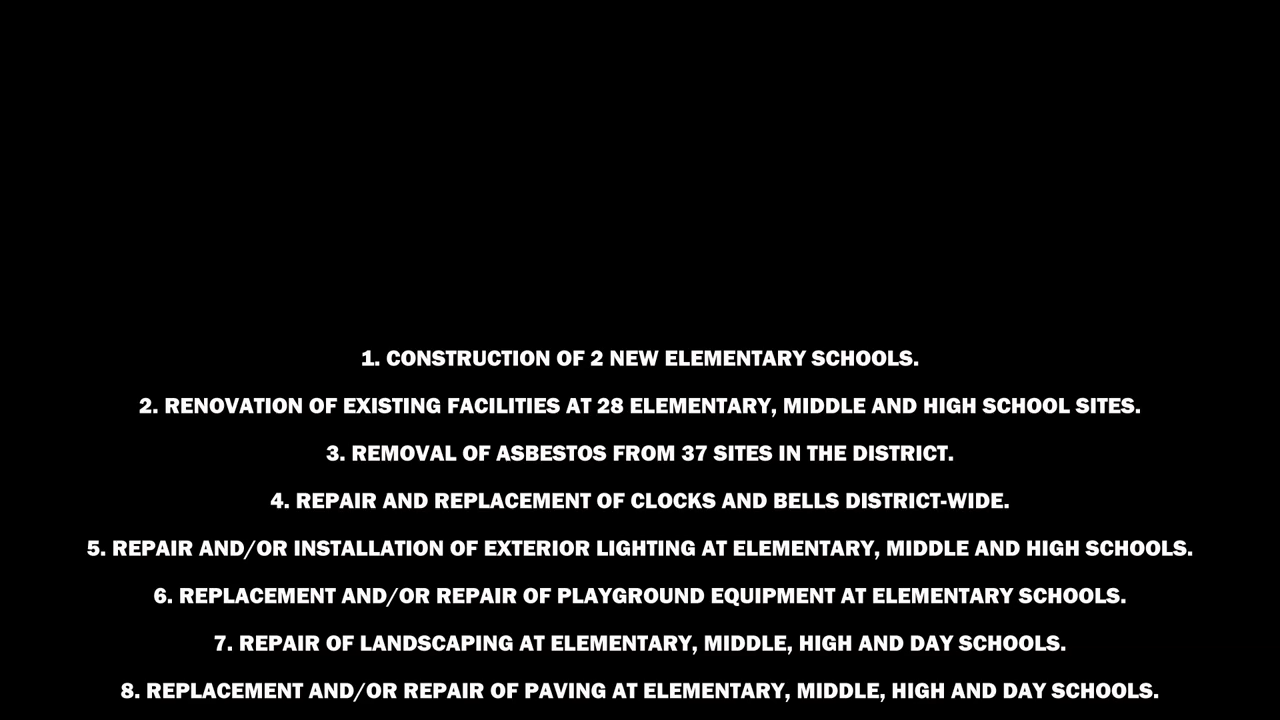 1. CONSTRUCTION OF 2 NEW ELEMENTARY SCHOOLS.
2. RENOVATION OF EXISTING FACILITIES AT 28 ELEMENTARY, MIDDLE AND HIGH SCHOOL SITES.
3. REMOVAL OF ASBESTOS FROM 37 SITES IN THE DISTRICT.
4. REPAIR AND REPLACEMENT OF CLOCKS AND BELLS DISTRICT-WIDE.
5. REPAIR AND/OR INSTALLATION OF EXTERIOR LIGHTING AT ELEMENTARY, MIDDLE AND HIGH SCHOOLS.
6. REPLACEMENT AND/OR REPAIR OF PLAYGROUND EQUIPMENT AT ELEMENTARY SCHOOLS.
7. REPAIR OF LANDSCAPING AT ELEMENTARY, MIDDLE, HIGH AND DAY SCHOOLS.
8. REPLACEMENT AND/OR REPAIR OF PAVING AT ELEMENTARY, MIDDLE, HIGH AND DAY SCHOOLS.